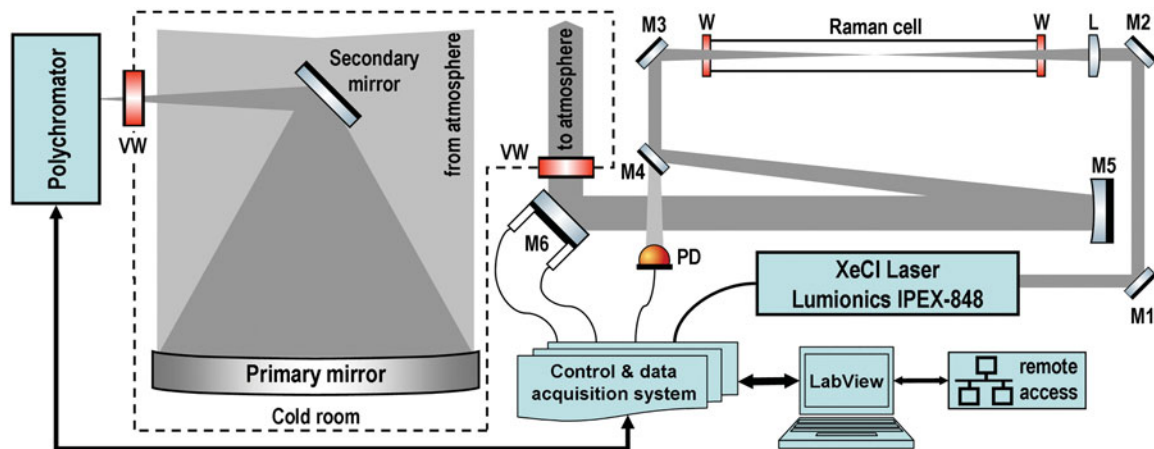 Polychromator
VW
Secondary
mirror
from atmosphere
Primary mirror
Cold room
to atmosphere
VW
M6
M3
W
Raman cell
W
L
M2
M4
M5
PD
XeCl Laser
Lumionics IPEX-848
M1
Control & data
acquisition system
LabView
remote
access